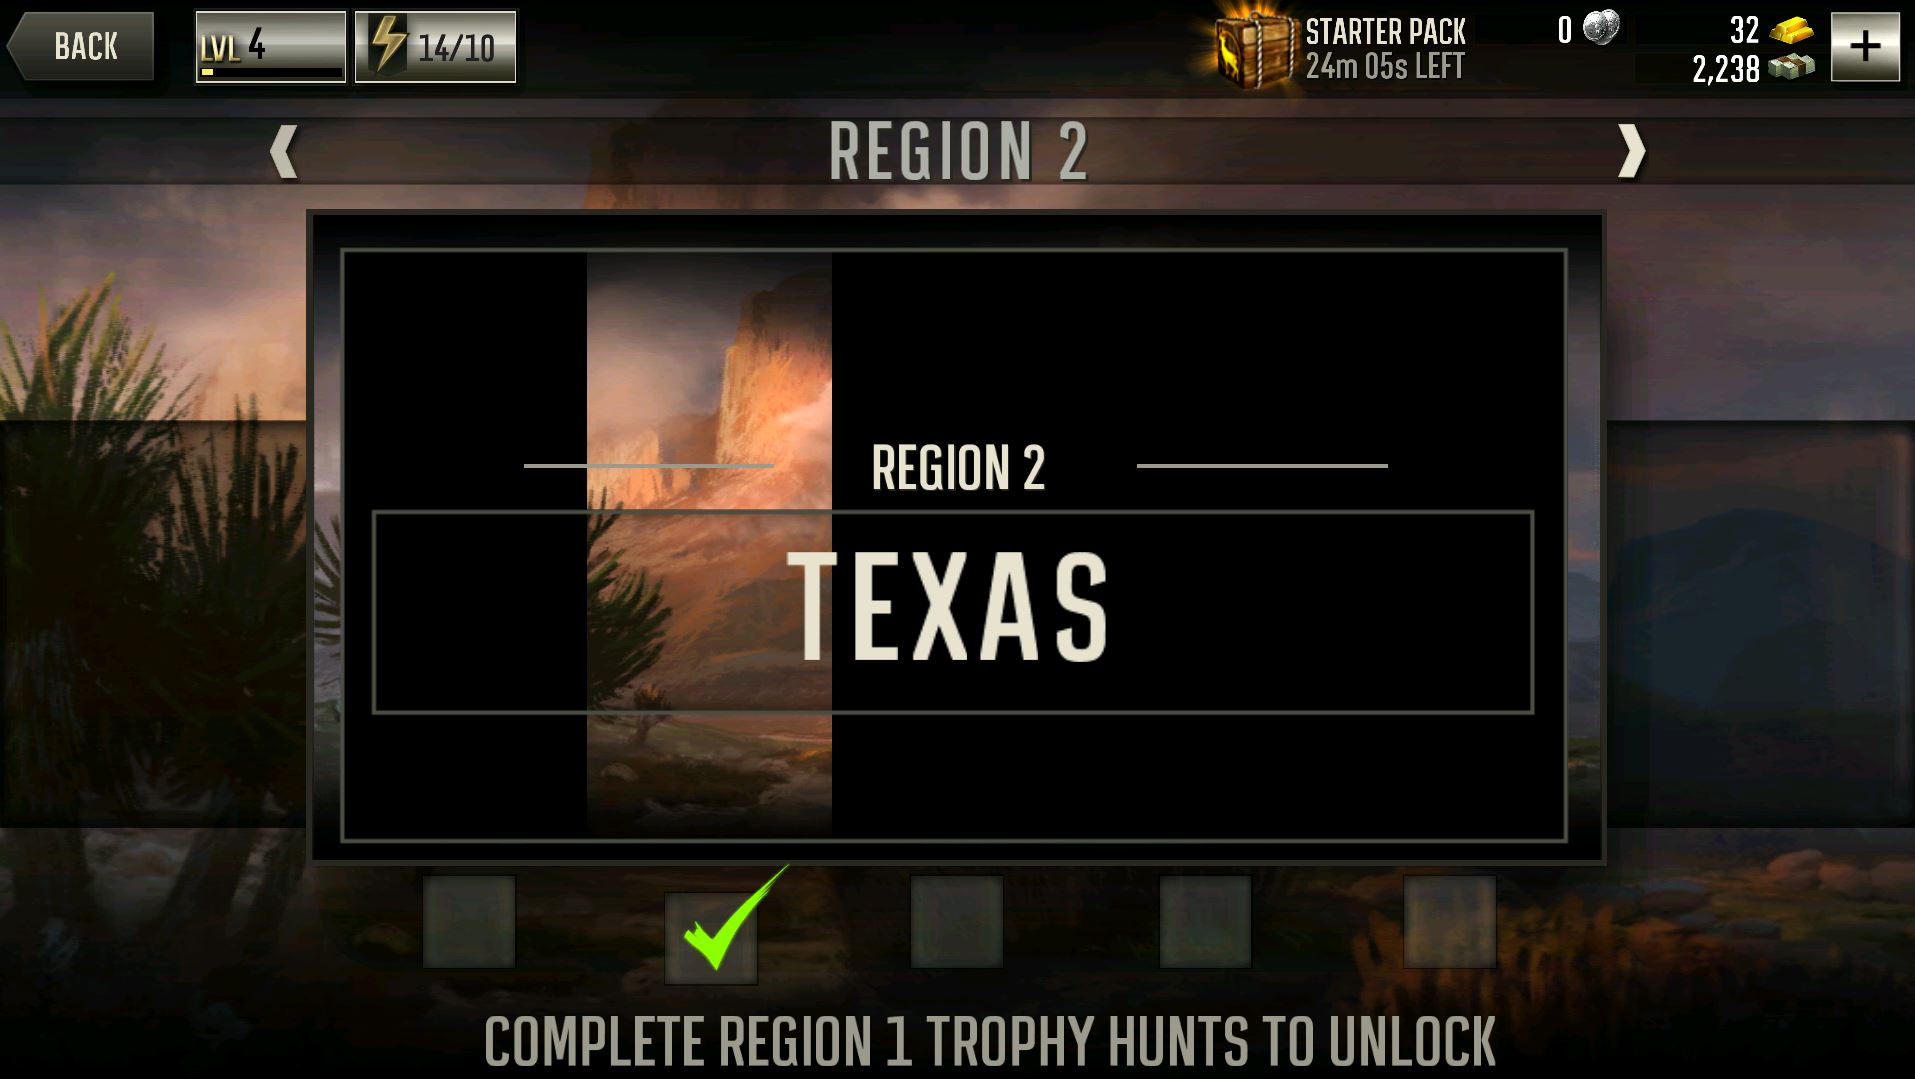 BACK
LVL 4
14/10
STARTER PACK
24m 05s LEFT
0
32
2,238
+
REGION 2
REGION 2
TEXAS
COMPLETE REGION 1 TROPHY HUNTS TO UNLOCK